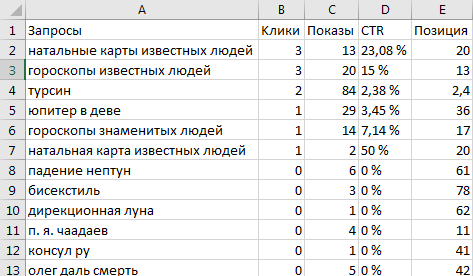 A B C D E
1 Запросы Клики Показы CTR Позиция
2 натальные карты известных людей 3 13 23,08 % 20
3 гороскопы известных людей 3 20 15 % 13
4 турсин 2 84 2,38 % 2,4
5 юпитер в деве 1 29 3,45 % 36
6 гороскопы знаменитых людей 1 14 7,14 % 17
7 натальная карта известных людей 1 2 50 % 20
8 падение нептун 0 6 0 % 61
9 бисекстиль 0 3 0 % 78
10 дирекционная луна 0 1 0 % 62
11 п. я. чаадаев 0 4 0 % 11
12 консул ру 0 1 0 % 41
13 олег даль смерть 0 5 0 % 42